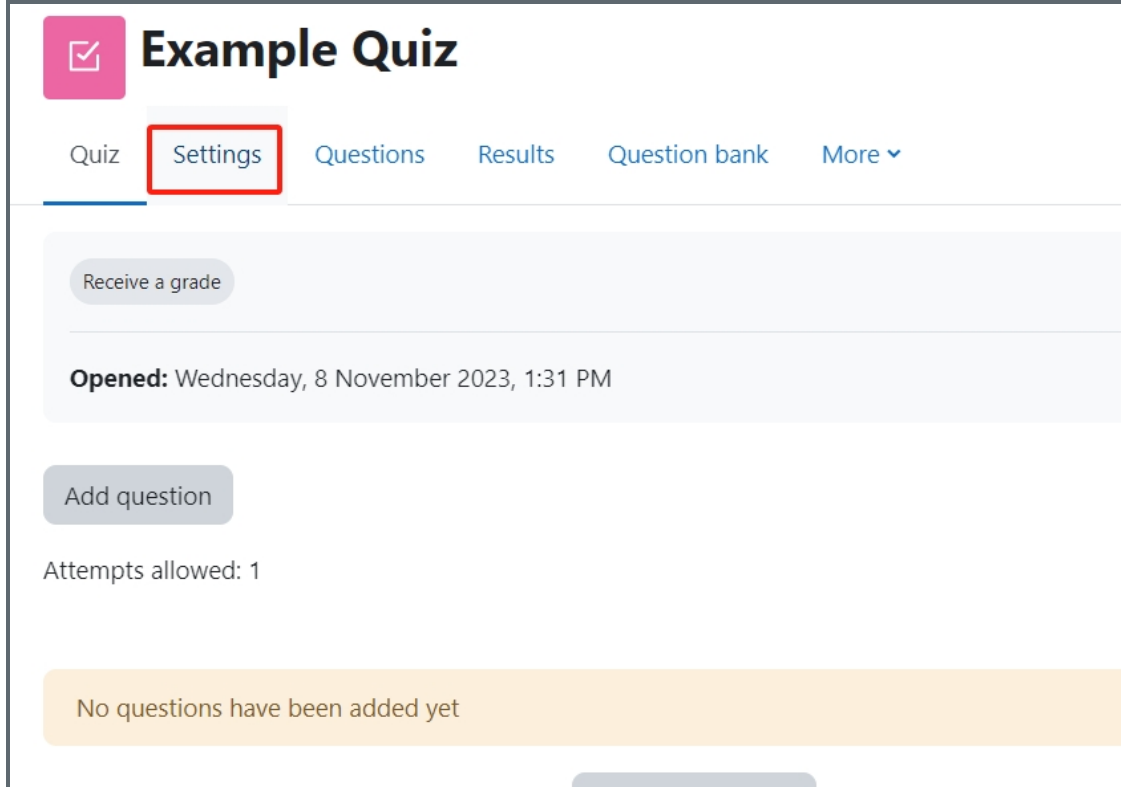 Example Quiz
Quiz Settings Questions Results Question bank More
Receive a grade
Opened: Wednesday, 8 November 2023, 1:31 PM
Add question
Attempts allowed: 1
No questions have been added yet